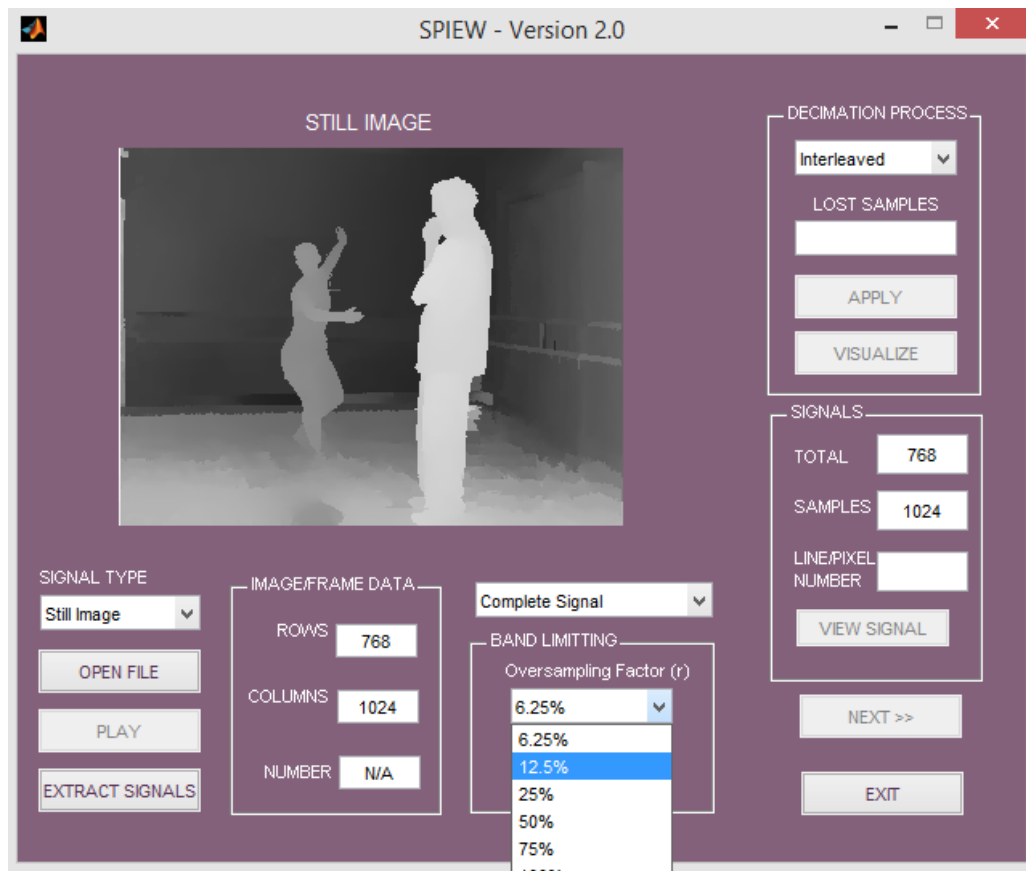 SPIEW - Version 2.0
STILL IMAGE
DECIMATION PROCESS
Interleaved
LOST SAMPLES
APPLY
VISUALIZE
SIGNALS
TOTAL 768
SAMPLES 1024
LINE/PIXEL
NUMBER
VIEW SIGNAL
NEXT >>
EXIT
SIGNAL TYPE
Still Image
OPEN FILE
PLAY
EXTRACT SIGNALS
IMAGE/FRAME DATA
ROWS 768
COLUMNS 1024
NUMBER N/A
Complete Signal
BAND LIMITTING
Oversampling Factor (r)
6.25%
6.25%
12.5%
25%
50%
75%